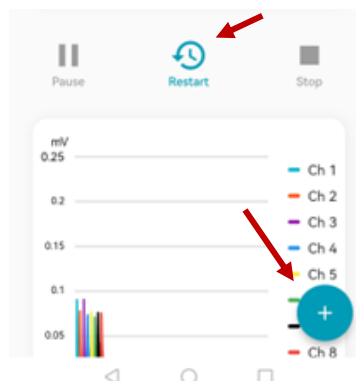 Pause Restart Stop
mV
0.25
Ch 1
0.2
Ch 2
Ch 3
0.15
Ch 4
Ch 5
0.1
+
0.05
Ch 8